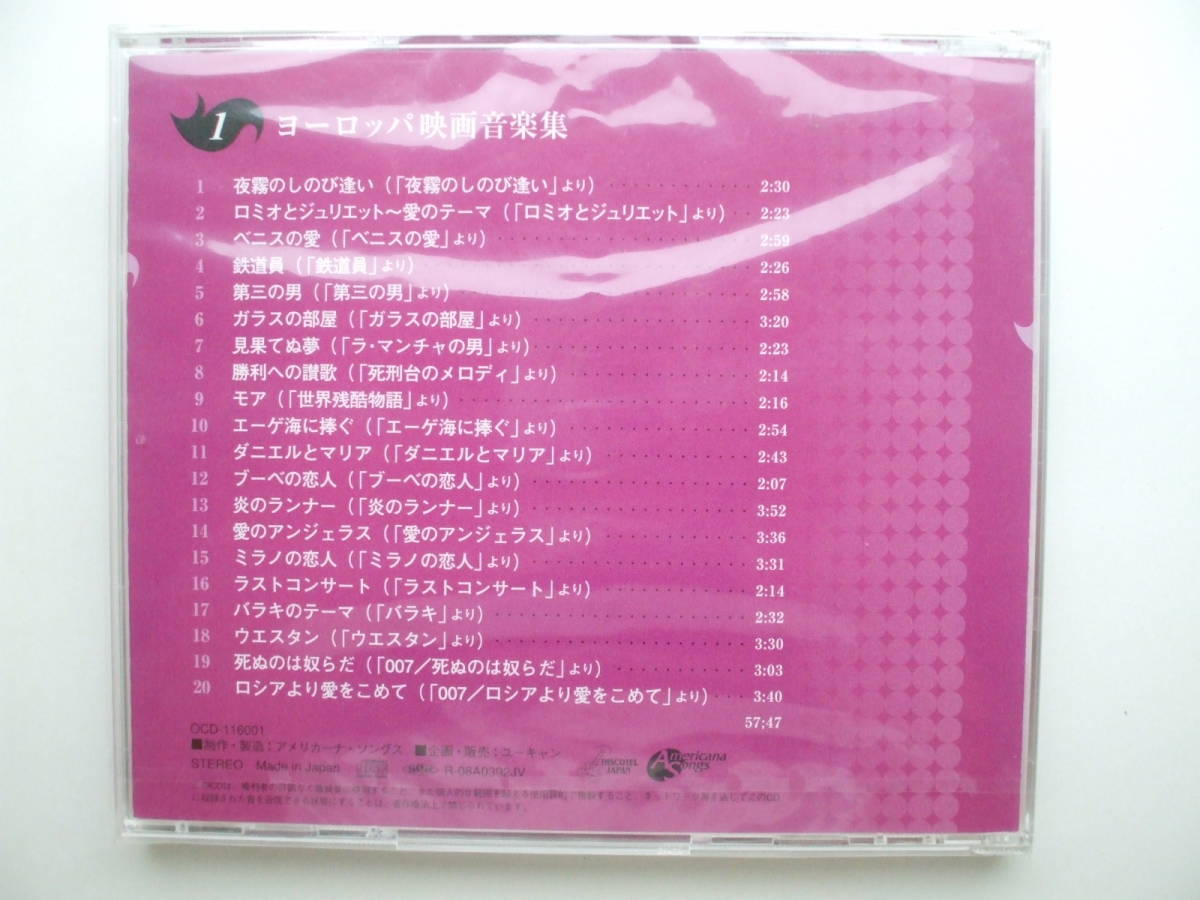 1 ヨーロッパ映画音楽集
1 夜霧のしのび逢い (「夜霧のしのび逢い」より) 2:30
2 ロミオとジュリエット〜愛のテーマ (「ロミオとジュリエット」より) 2:23
3 ベニスの愛 (「ベニスの愛」より) 2:59
4 鉄道員 (「鉄道員」より) 2:26
5 第三の男 (「第三の男」より) 2:58
6 ガラスの部屋 (「ガラスの部屋」より) 3:20
7 見果てぬ夢 (「ラ・マンチャの男」より) 2:23
8 勝利への讃歌 (「死刑台のメロディ」より) 2:14
9 モア (「世界残酷物語」より) 2:16
10 エーゲ海に捧ぐ (「エーゲ海に捧ぐ」より) 2:54
11 ダニエルとマリア (「ダニエルとマリア」より) 2:43
12 ブーベの恋人 (「ブーベの恋人」より) 2:07
13 炎のランナー (「炎のランナー」より) 3:52
14 愛のアンジェラス (「愛のアンジェラス」より) 3:36
15 ミラノの恋人 (「ミラノの恋人」より) 3:31
16 ラストコンサート (「ラストコンサート」より) 2:14
17 バラキのテーマ (「バラキ」より) 2:32
18 ウエスタン (「ウエスタン」より) 3:30
19 死ぬのは奴らだ (「007／死ぬのは奴らだ」より) 3:03
20 ロシアより愛をこめて (「007／ロシアより愛をこめて」より) 3:40
57;47
OCD-116001
■制作・製造：アメリカーナ・ソングス ■企画・販売：ユーキャン
STEREO Made in Japan R-08A0392JV DISCOTEL JAPAN Americana Songs